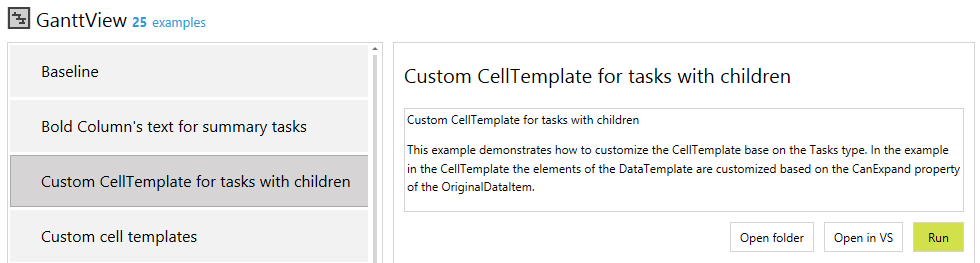 GanttView 25 examples
Baseline
Bold Column's text for summary tasks
Custom CellTemplate for tasks with children
Custom cell templates
Custom CellTemplate for tasks with children
Custom CellTemplate for tasks with children
This example demonstrates how to customize the CellTemplate base on the Tasks type. In the example
in the CellTemplate the elements of the DataTemplate are customized based on the CanExpand property
of the OriginalDataItem.
Open folder Open in VS Run